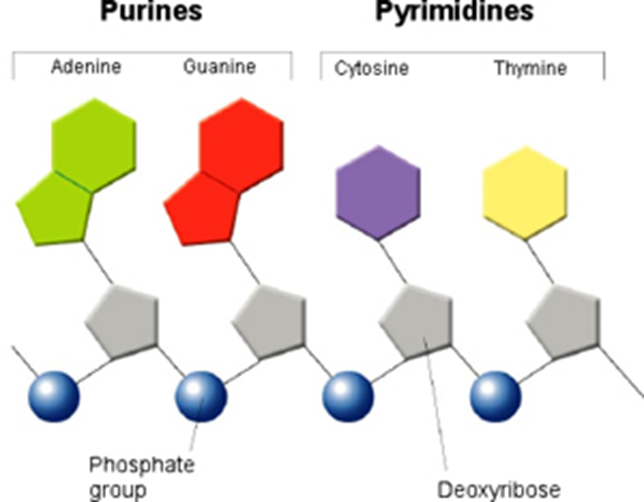 Purines Pyrimidines
Adenine Guanine Cytosine Thymine
Phosphate
group
Deoxyribose